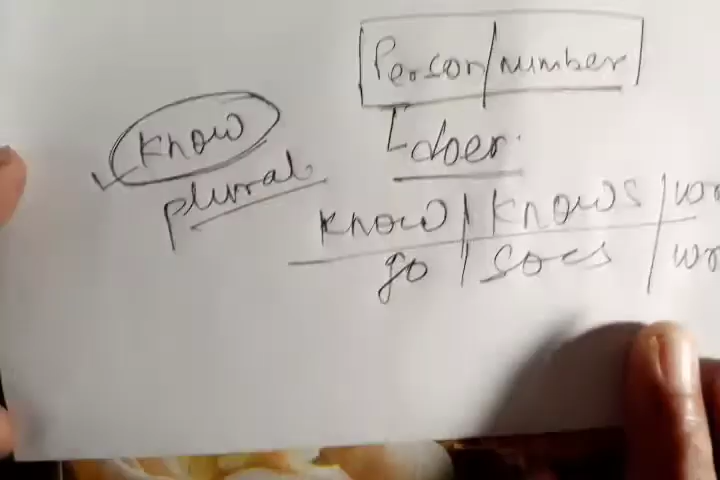 Person/number
know
doer.
plural
know | knows |
go | goes |